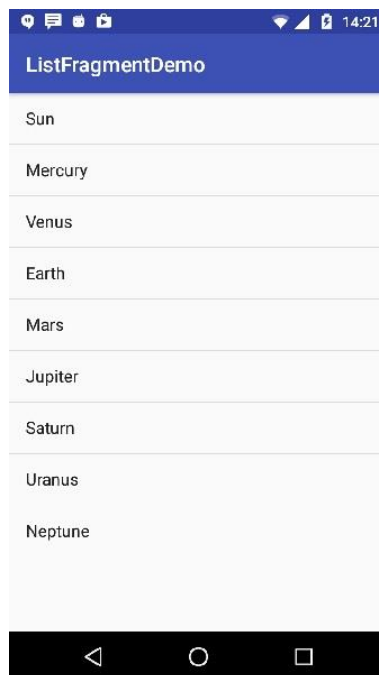 14:21
ListFragmentDemo
Sun
Mercury
Venus
Earth
Mars
Jupiter
Saturn
Uranus
Neptune